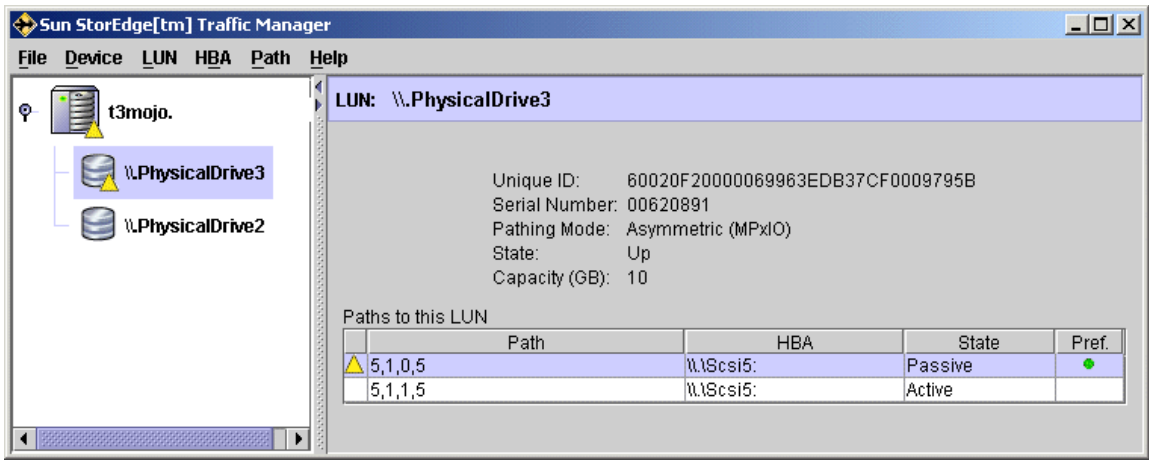 Sun StorEdge[tm] Traffic Manager
File Device LUN HBA Path Help
t3mojo.
\\.PhysicalDrive3
\\.PhysicalDrive2
LUN: \\.PhysicalDrive3
Unique ID: 60020F20000069963EDB37CF0009795B
Serial Number: 00620891
Pathing Mode: Asymmetric (MPxIO)
State: Up
Capacity (GB): 10
Paths to this LUN
Path HBA State Pref.
5,1,0,5 \\.\Scsi5: Passive
5,1,1,5 \\.\Scsi5: Active